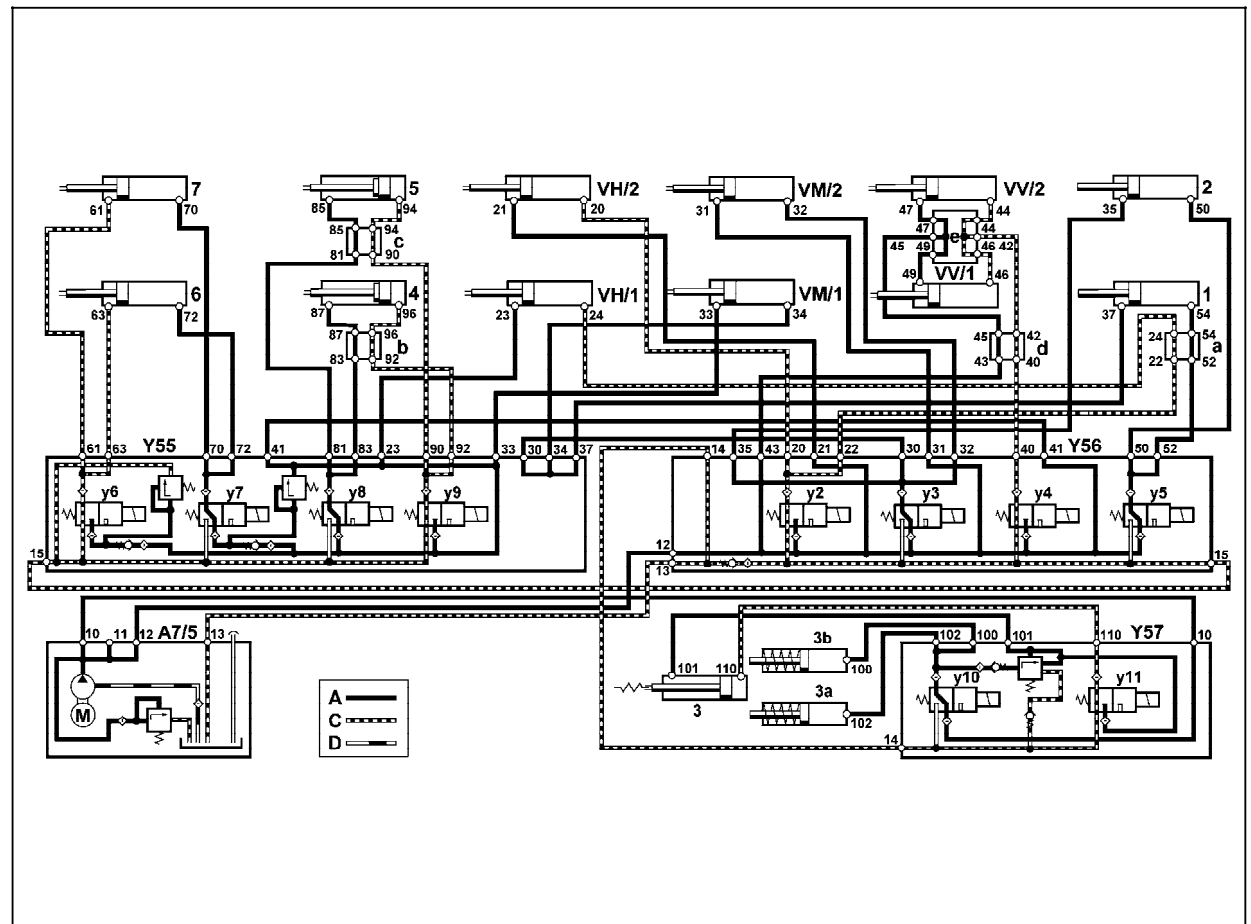 7 5 VH/2 VM/2 VV/2 2
61 70 85 94 21 20 31 32 47 44 35 50
85 94 47 44
c e
45 42
81 90 49 46
VV/1
49 46
6 4 VH/1 VM/1 1
63 72 87 96 23 24 33 34 37 54
87 96 45 42 24 54
b d a
83 92 43 40 22 52
61 63 Y55 70 72 41 81 83 23 90 92 33 30 34 37 14 35 43 20 21 22 30 31 32 40 41 Y56 50 52
y6 y7 y8 y9 y2 y3 y4 y5
15 12 15
13
10 11 12 A7/5 13 102 100 101 110 Y57 10
3b
101 110 100
y10 y11
M A 3 3a
C 102
D 14